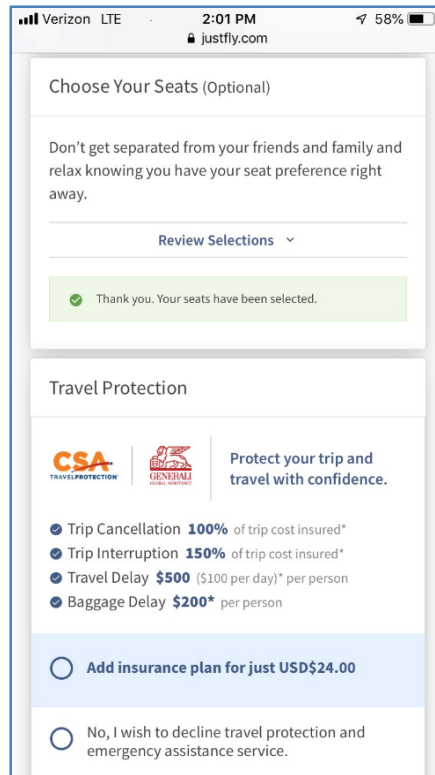 Verizon LTE 2:01 PM 58%
justfly.com
Choose Your Seats (Optional)
Don't get separated from your friends and family and
relax knowing you have your seat preference right
away.
Review Selections
Thank you. Your seats have been selected.
Travel Protection
CSA
TRAVELPROTECTION
GENERALI
GLOBAL ASSISTANCE
Protect your trip and
travel with confidence.
Trip Cancellation 100% of trip cost insured*
Trip Interruption 150% of trip cost insured*
Travel Delay $500 ($100 per day)* per person
Baggage Delay $200* per person
Add insurance plan for just USD$24.00
No, I wish to decline travel protection and
emergency assistance service.